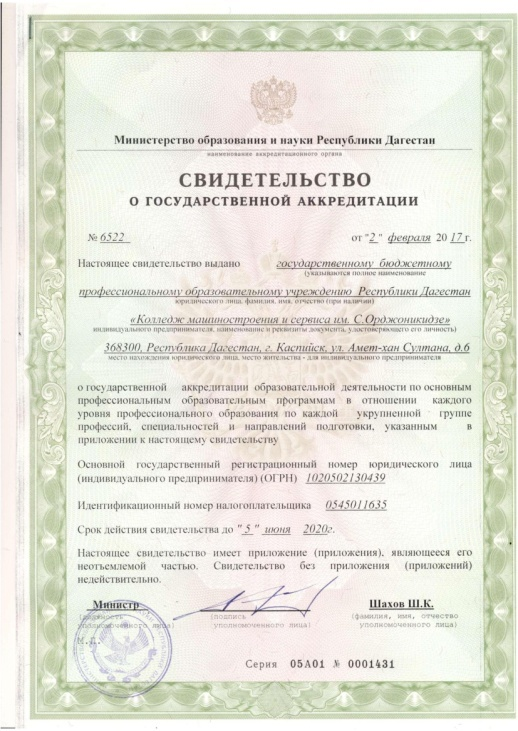 Министерство образования и науки Республики Дагестан
наименование аккредитационного органа
СВИДЕТЕЛЬСТВО
О ГОСУДАРСТВЕННОЙ АККРЕДИТАЦИИ
№ 6522 от "2" февраля 2017 г.
Настоящее свидетельство выдано государственному бюджетному
(указываются полное наименование
профессиональному образовательному учреждению Республики Дагестан
юридического лица, фамилия, имя, отчество (при наличии)
«Колледж машиностроения и сервиса им. С.Орджоникидзе»
индивидуального предпринимателя, наименование и реквизиты документа, удостоверяющего его личность)
368300, Республика Дагестан, г. Каспийск, ул. Амет-хан Султана, д.6
место нахождения юридического лица, место жительства - для индивидуального предпринимателя
о государственной аккредитации образовательной деятельности по основным
профессиональным образовательным программам в отношении каждого
уровня профессионального образования по каждой укрупненной группе
профессий, специальностей и направлений подготовки, указанным в
приложении к настоящему свидетельству
Основной государственный регистрационный номер юридического лица
(индивидуального предпринимателя) (ОГРН) 1020502130439
Идентификационный номер налогоплательщика 0545011635
Срок действия свидетельства до "5" июня 2020г.
Настоящее свидетельство имеет приложение (приложения), являющееся его
неотъемлемой частью. Свидетельство без приложения (приложений)
недействительно.
Министр Шахов Ш.К.
(должность (подпись (фамилия, имя, отчество
уполномоченного лица) уполномоченного лица) уполномоченного лица)
М.П.
Серия 05А01 № 0001431